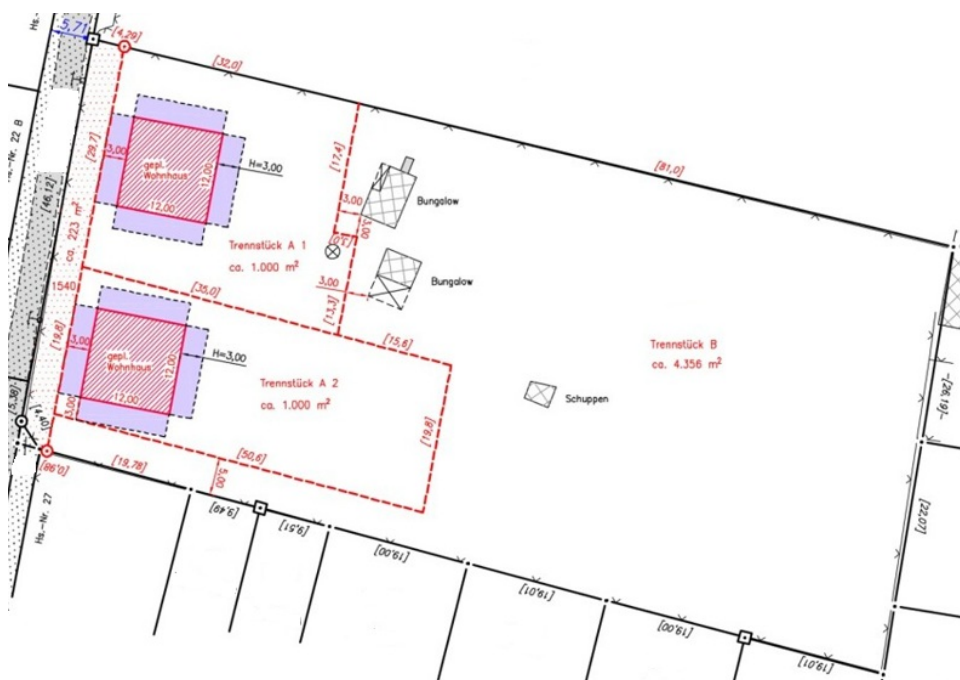 Hs.-Nr.
5,71
[4,29]
[32,0]
[81,0]
Hs.-Nr. 22 B
[46,12]
ca. 223 m²
[29,7]
3,00
gepl.
Wohnhaus
12,00
12,00
H=3,00
[17,4]
3,00
3,00
Bungalow
Trennstück A 1
ca. 1.000 m²
3,00
[13,3]
Bungalow
1540
[35,0]
[15,6]
[19,8]
3,00
gepl.
Wohnhaus
12,00
12,00
H=3,00
3,00
Trennstück A 2
ca. 1.000 m²
[19,8]
Trennstück B
ca. 4.356 m²
Schuppen
[26,19]
[22,07]
[50,6]
5,00
[19,78]
[9,49]
[9,51]
[19,00]
[19,01]
[19,00]
[19,01]
Hs.-Nr. 27